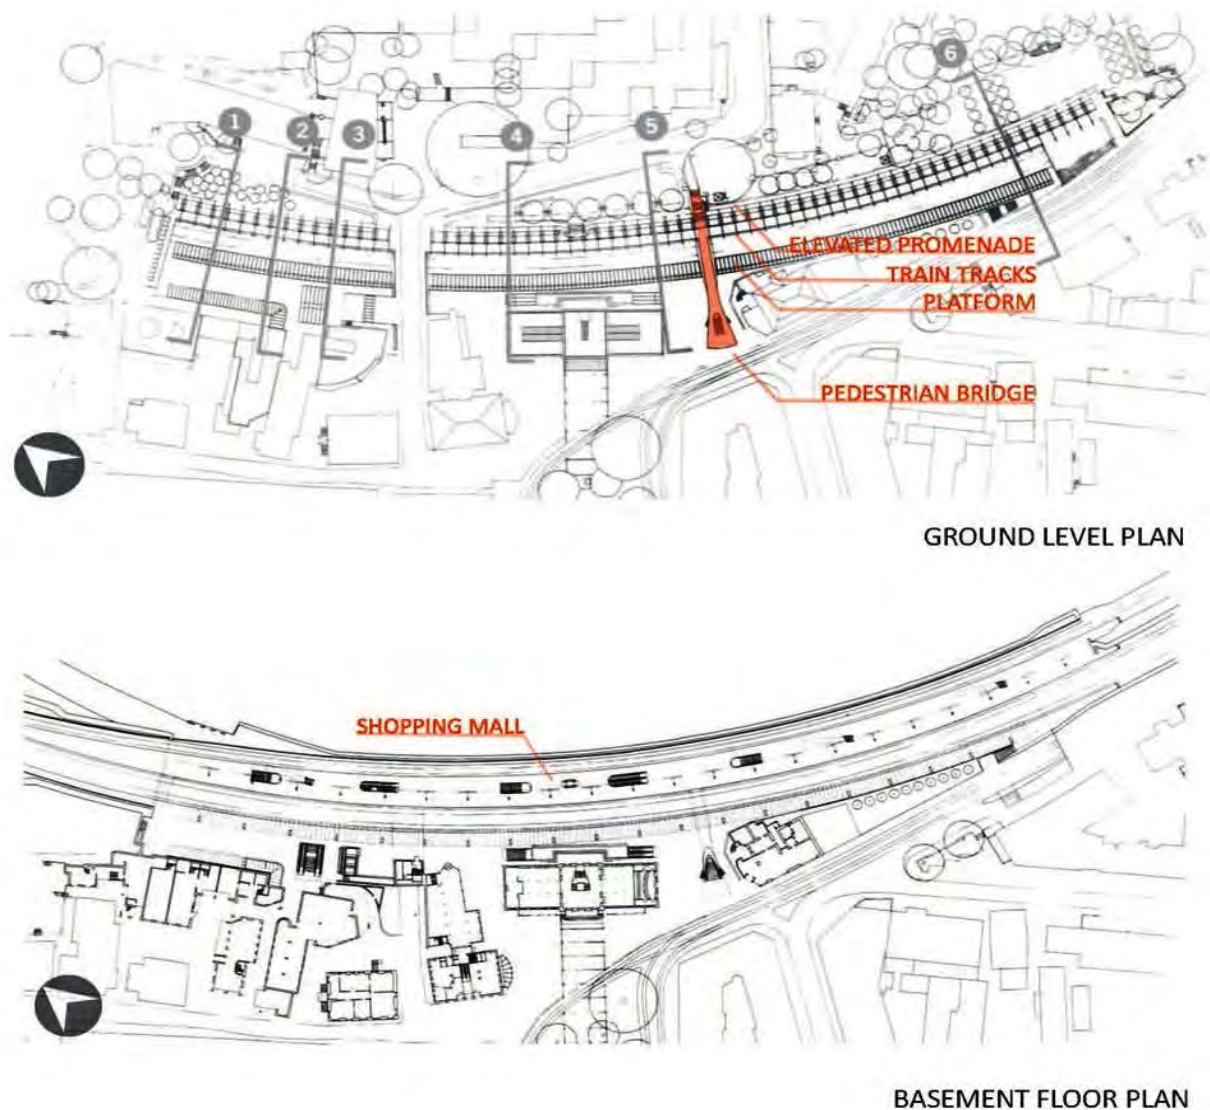 1
2
3
4
5
6
ELEVATED PROMENADE
TRAIN TRACKS
PLATFORM
PEDESTRIAN BRIDGE
GROUND LEVEL PLAN
SHOPPING MALL
BASEMENT FLOOR PLAN